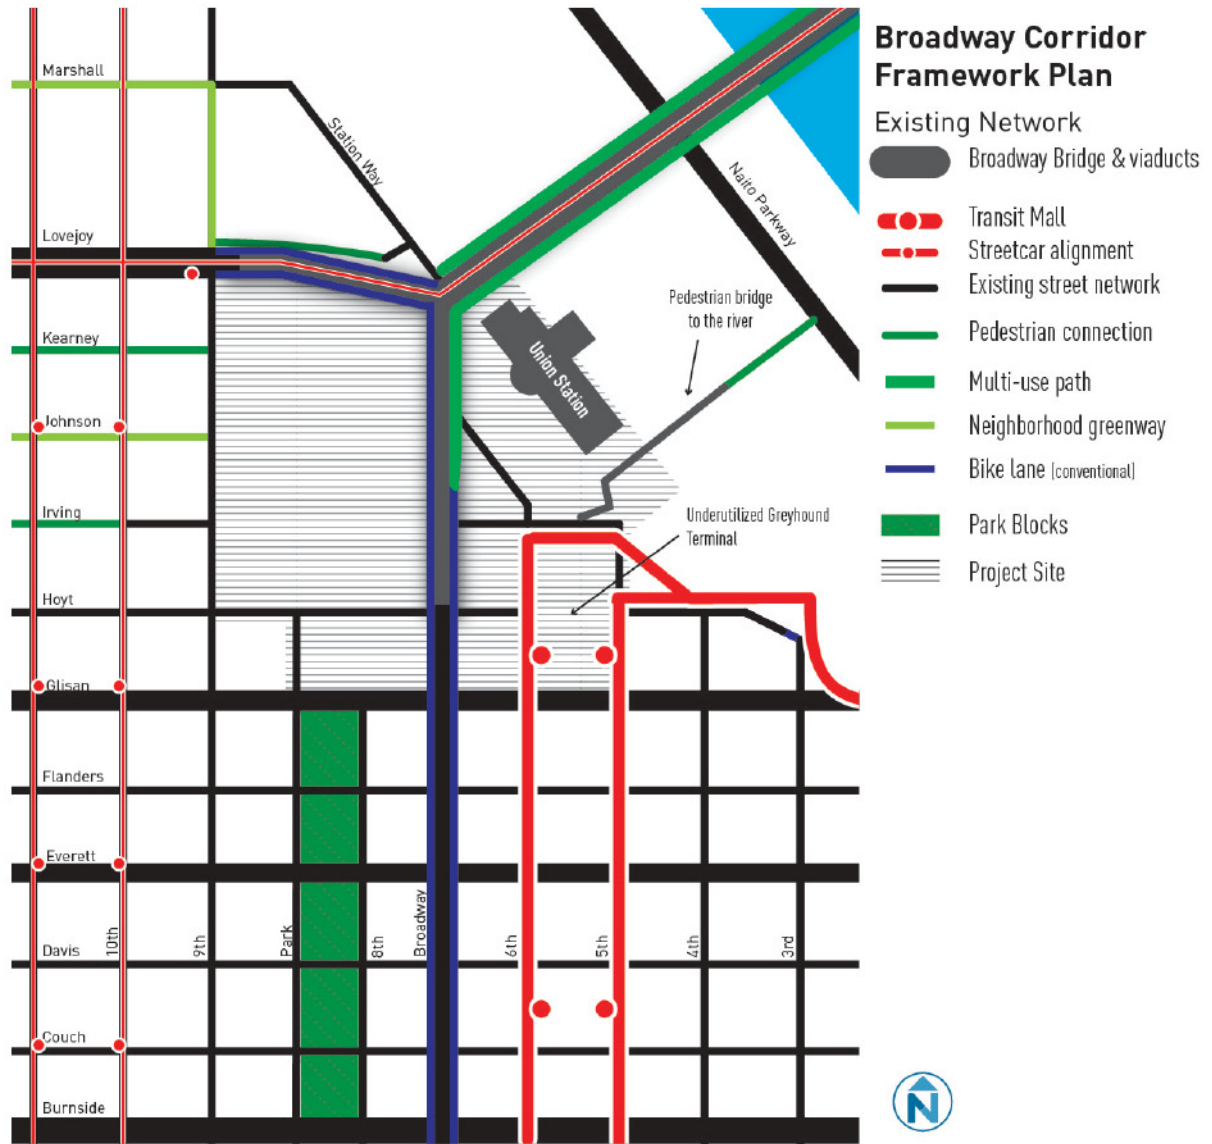 Broadway Corridor
Framework Plan
Existing Network
Broadway Bridge & viaducts
Transit Mall
Streetcar alignment
Existing street network
Pedestrian connection
Multi-use path
Neighborhood greenway
Bike lane (conventional)
Park Blocks
Project Site
Marshall
Station Way
Naito Parkway
Lovejoy
Pedestrian bridge
to the river
Kearney
Union Station
Johnson
Irving
Underutilized Greyhound
Terminal
Hoyt
Glisan
Flanders
Everett
Davis
10th
9th
Park
8th
Broadway
6th
5th
4th
3rd
Couch
Burnside
N